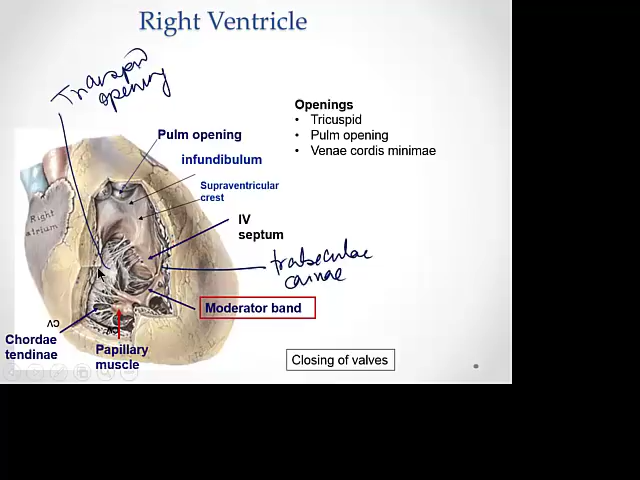 Right Ventricle
opening
Openings
• Tricuspid
• Pulm opening
• Venae cordis minimae
Pulm opening
infundibulum
Supraventricular
crest
IV
septum
Right
atrium
trabeculae
carnae
Moderator band
Chordae
tendinae
Papillary
muscle
Closing of valves